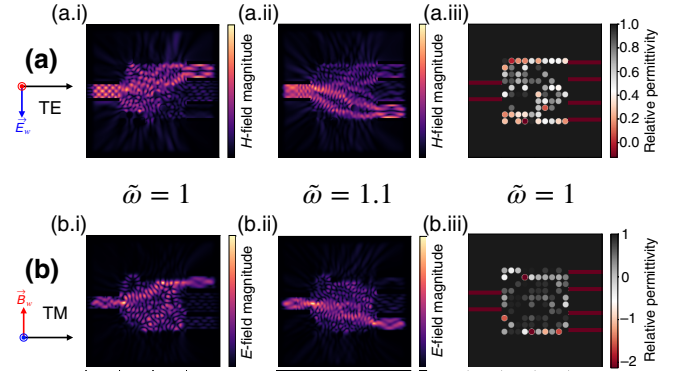 (a.i) (a.ii) (a.iii)
(a)
TE
E_w
H-field magnitude
H-field magnitude
1.0
0.8
0.6
0.4
0.2
0.0
Relative permittivity
ω̃ = 1 ω̃ = 1.1 ω̃ = 1
(b.i) (b.ii) (b.iii)
(b)
B_w
TM
E-field magnitude
E-field magnitude
1
0
−1
−2
Relative permittivity